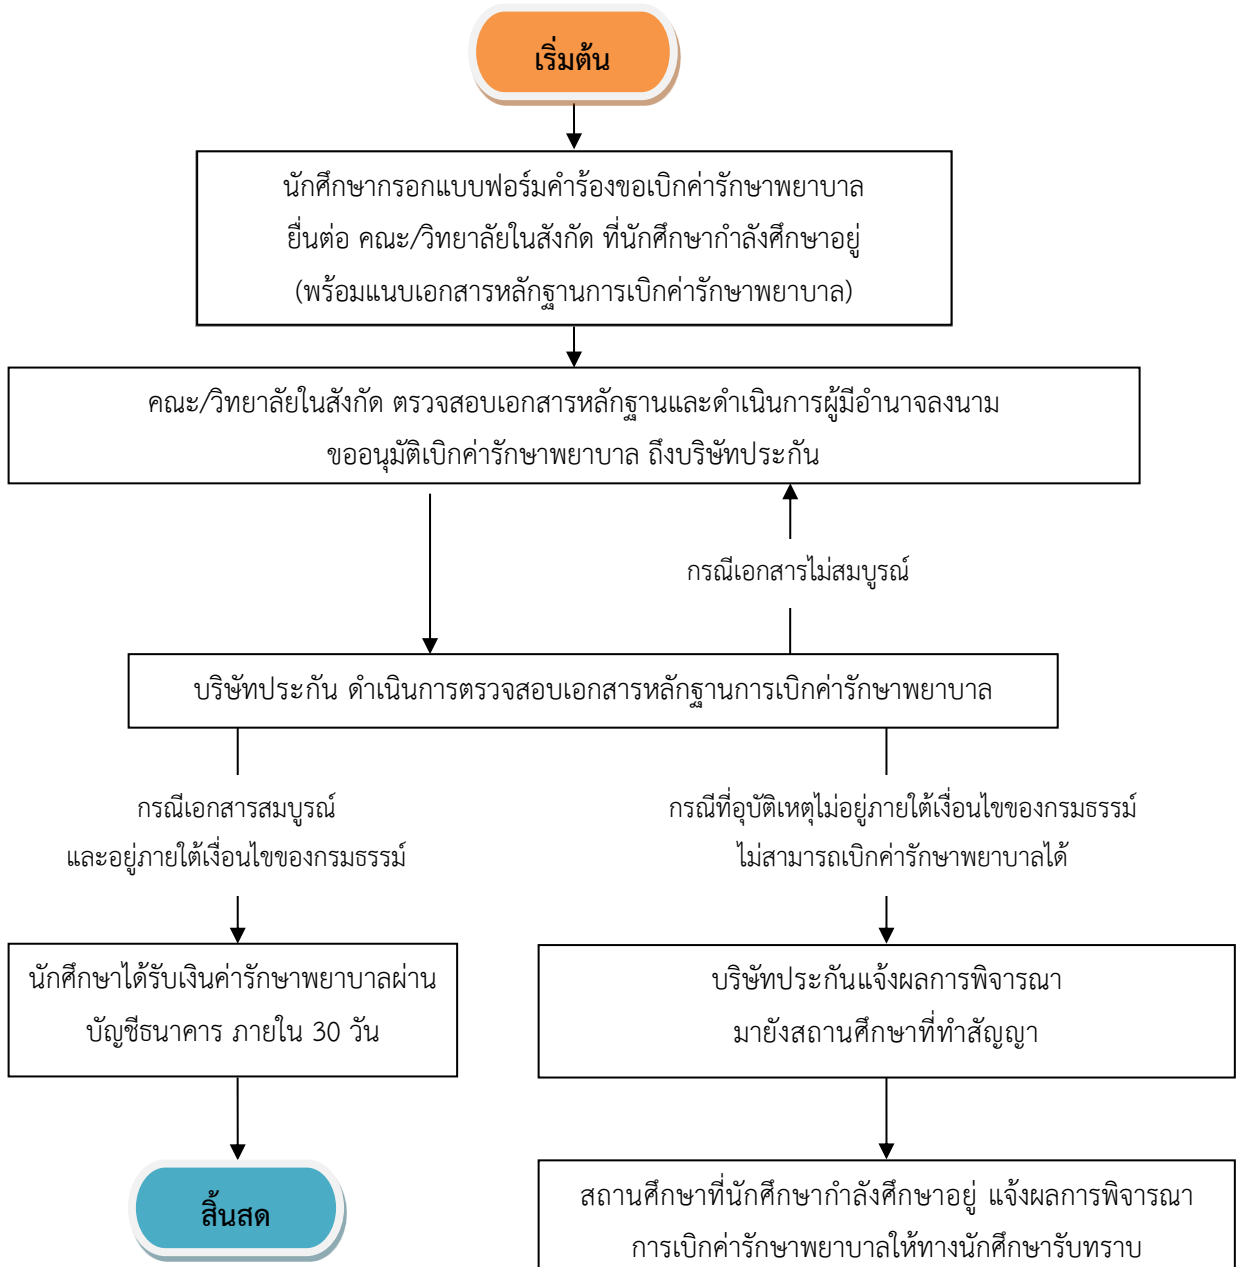 เริ่มต้น
นักศึกษากรอกแบบฟอร์มคำร้องขอเบิกค่ารักษาพยาบาล
ยื่นต่อ คณะ/วิทยาลัยในสังกัด ที่นักศึกษากำลังศึกษาอยู่
(พร้อมแนบเอกสารหลักฐานการเบิกค่ารักษาพยาบาล)
คณะ/วิทยาลัยในสังกัด ตรวจสอบเอกสารหลักฐานและดำเนินการผู้มีอำนาจลงนาม
ขออนุมัติเบิกค่ารักษาพยาบาล ถึงบริษัทประกัน
กรณีเอกสารไม่สมบูรณ์
บริษัทประกัน ดำเนินการตรวจสอบเอกสารหลักฐานการเบิกค่ารักษาพยาบาล
กรณีเอกสารสมบูรณ์
และอยู่ภายใต้เงื่อนไขของกรมธรรม์
กรณีที่อุบัติเหตุไม่อยู่ภายใต้เงื่อนไขของกรมธรรม์
ไม่สามารถเบิกค่ารักษาพยาบาลได้
นักศึกษาได้รับเงินค่ารักษาพยาบาลผ่าน
บัญชีธนาคาร ภายใน 30 วัน
บริษัทประกันแจ้งผลการพิจารณา
มายังสถานศึกษาที่ทำสัญญา
สิ้นสด
สถานศึกษาที่นักศึกษากำลังศึกษาอยู่ แจ้งผลการพิจารณา
การเบิกค่ารักษาพยาบาลให้ทางนักศึกษารับทราบ